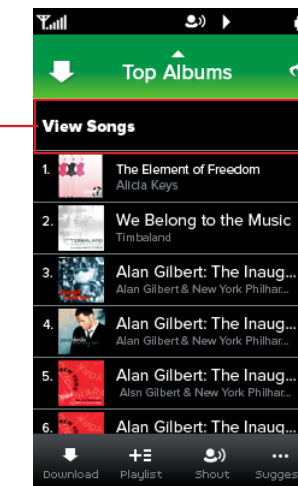 Top Albums
View Songs
1.
The Element of Freedom
Alicia Keys
2.
We Belong to the Music
Timbaland
3.
Alan Gilbert: The Inaug...
Alan Gilbert & New York Philhar...
4.
Alan Gilbert: The Inaug...
Alan Gilbert & New York Philhar...
5.
Alan Gilbert: The Inaug...
Alsn Gilbert & New York Philhar...
6.
Alan Gilbert: The Inaug...
Download Playlist Shout Sugges